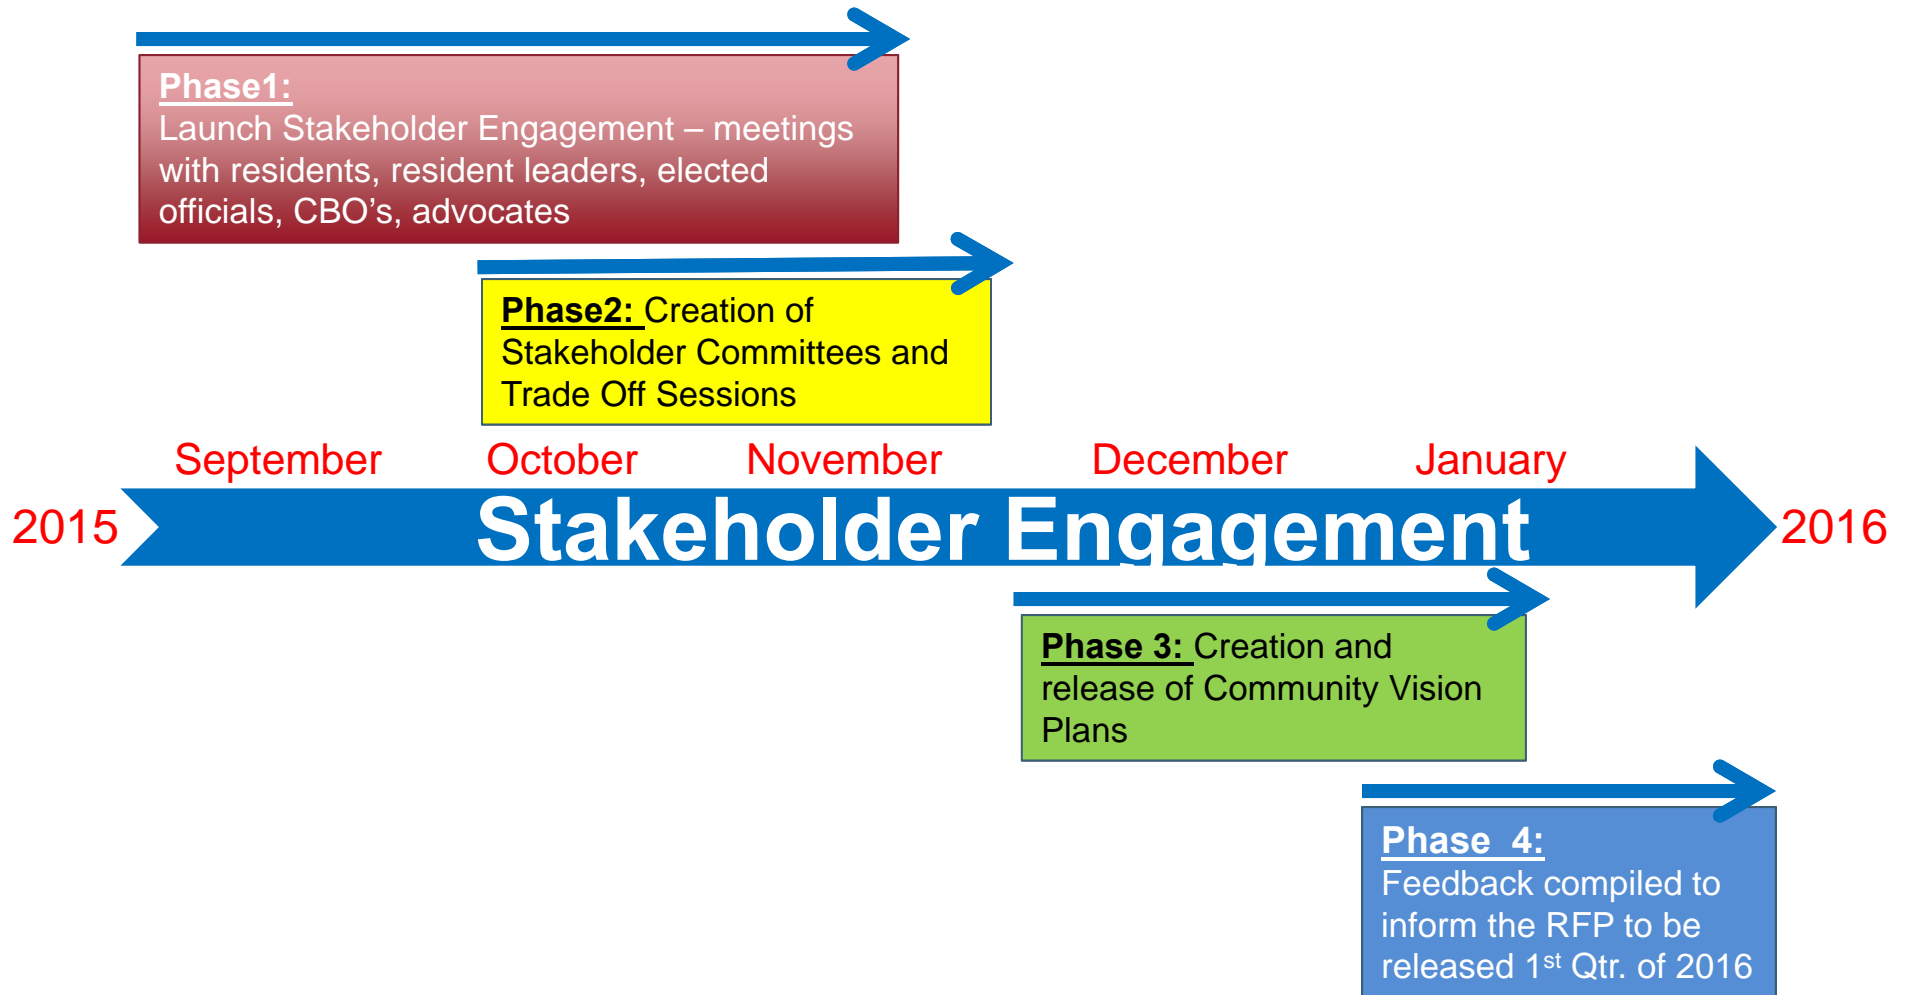 Phase1:
Launch Stakeholder Engagement – meetings
with residents, resident leaders, elected
officials, CBO’s, advocates
Phase2: Creation of
Stakeholder Committees and
Trade Off Sessions
September October November December January
2015 Stakeholder Engagement 2016
Phase 3: Creation and
release of Community Vision
Plans
Phase 4:
Feedback compiled to
inform the RFP to be
released 1st Qtr. of 2016